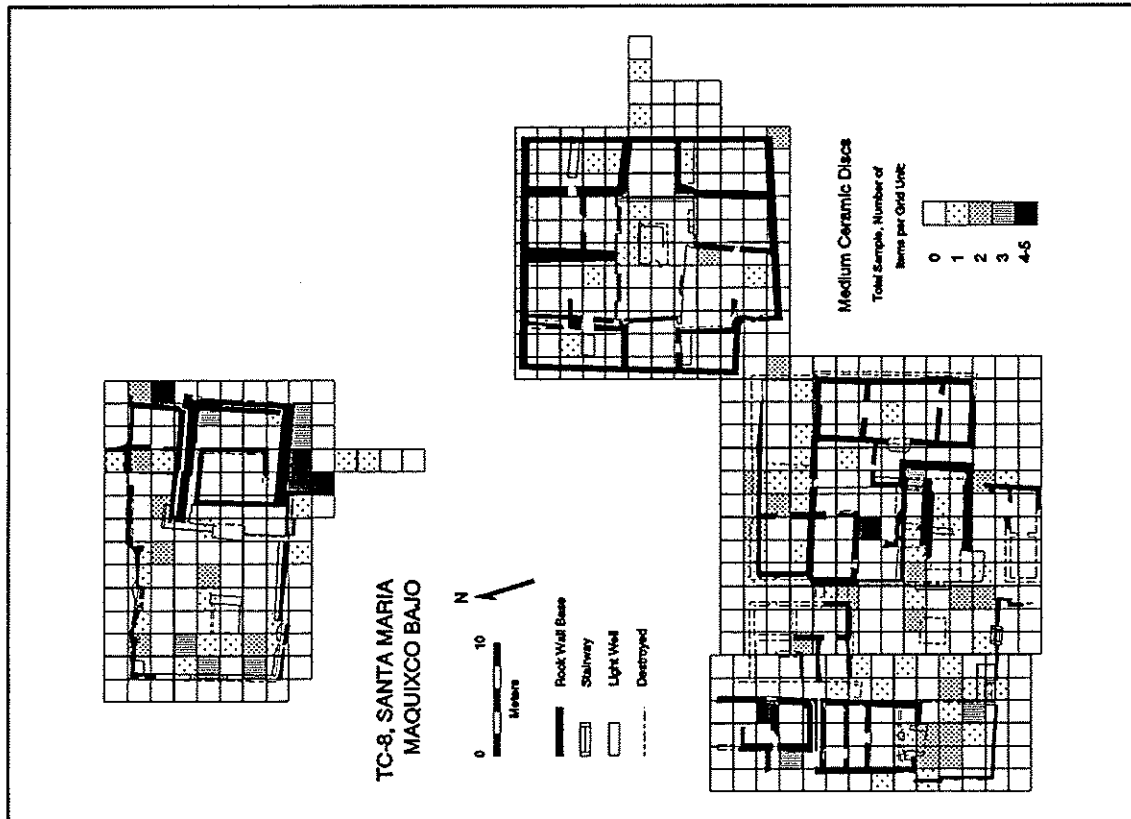 TC-8, SANTA MARIA
MAQUIXCO BAJO
N
0 10
Meters
Rock Wall Base
Stairway
Light Well
Destroyed
Medium Ceramic Discs
Total Sample, Number of
Items per Grid Unit:
0
1
2
3
4-5